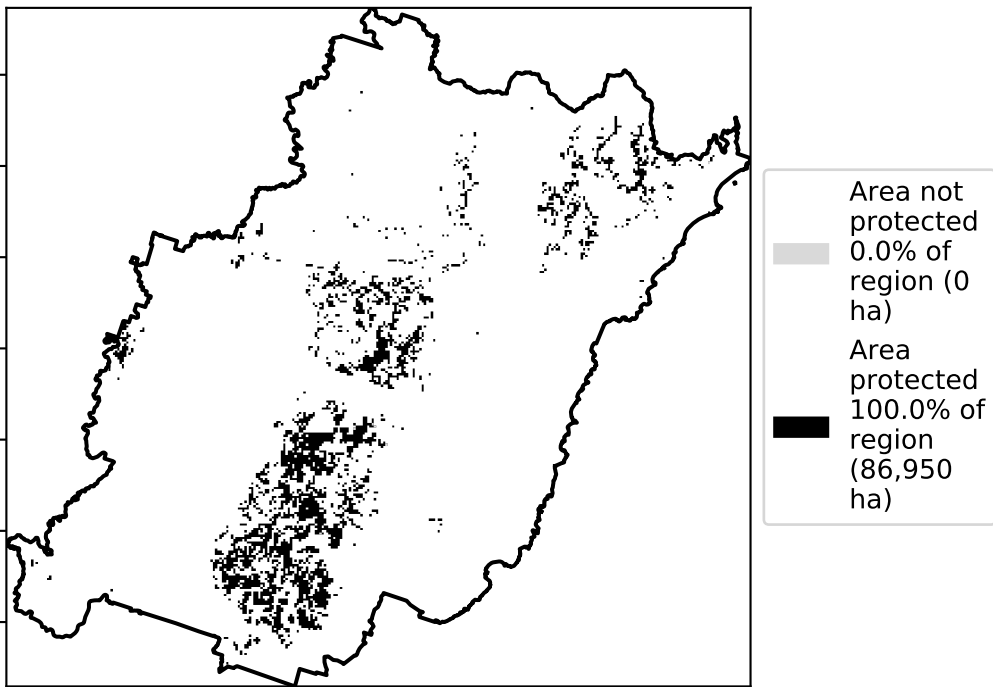 Area not
protected
0.0% of
region (0
ha)
Area
protected
100.0% of
region
(86,950
ha)